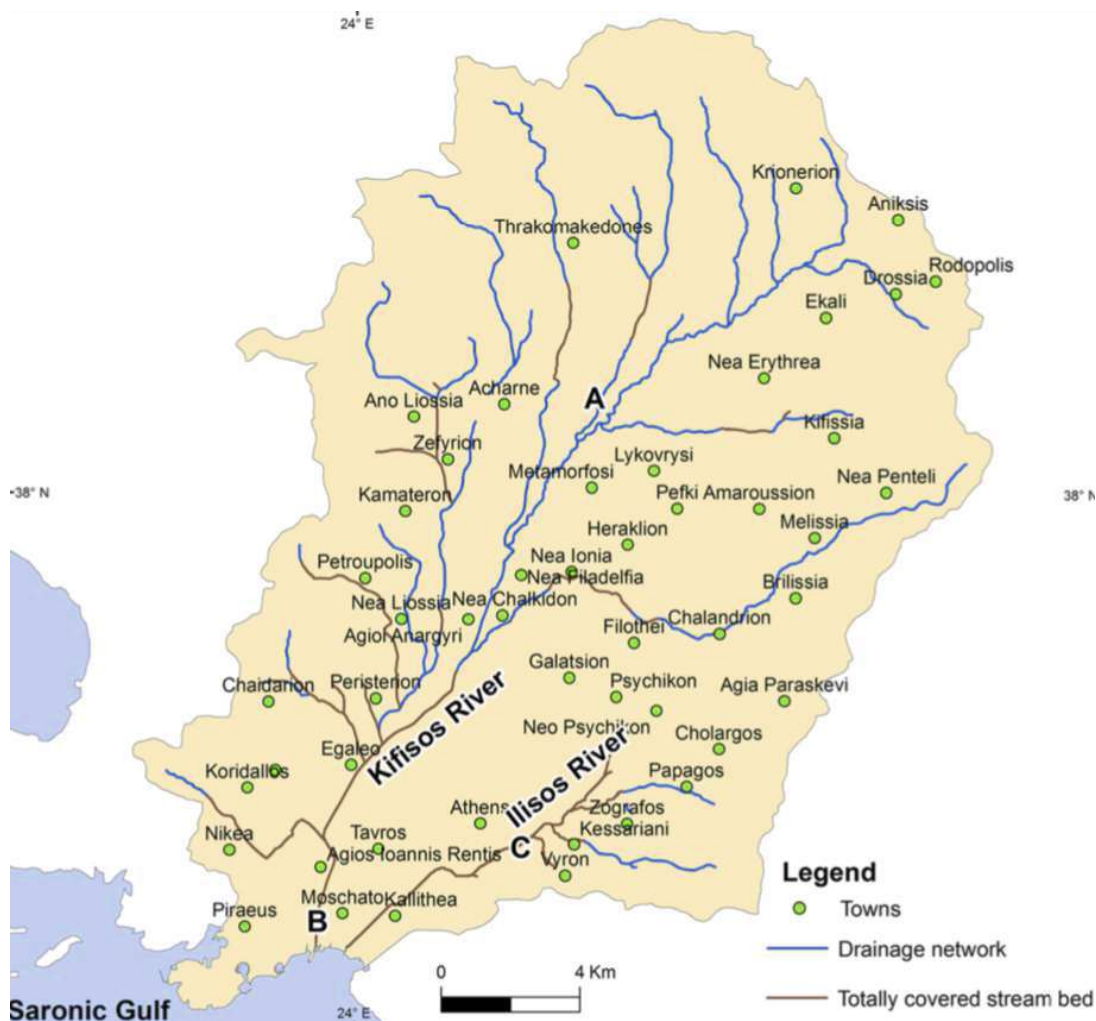 24° E
Krionerion
Aniksis
Thrakomakedones
Rodopolis
Drossia
Ekali
Nea Erythrea
Acharne
A
Ano Liossia
Kifissia
Zefyrion
Lykovrysi
Metamorfosi
Nea Penteli
38° N
38° N
Kamateron
Pefki Amaroussion
Melissia
Heraklion
Petroupolis
Nea Ionia
Nea Filadelfia
Brilissia
Nea Liossia
Nea Chalkidon
Chalandrion
Filothei
Agiol Anargyri
Galatsion
Chaidarion
Peristerion
Psychikon
Agia Paraskevi
Kifisos River
Neo Psychikon
Cholargos
Egaleo
Ilisos River
Koridallos
Papagos
Athens
Zografos
Nikea
Tavros
Kessariani
C
Agios Ioannis Rentis
Vyron
Legend
Piraeus
Moschato
Kallithea
B
Towns
Drainage network
0
4 Km
Totally covered stream bed
Saronic Gulf
24° E